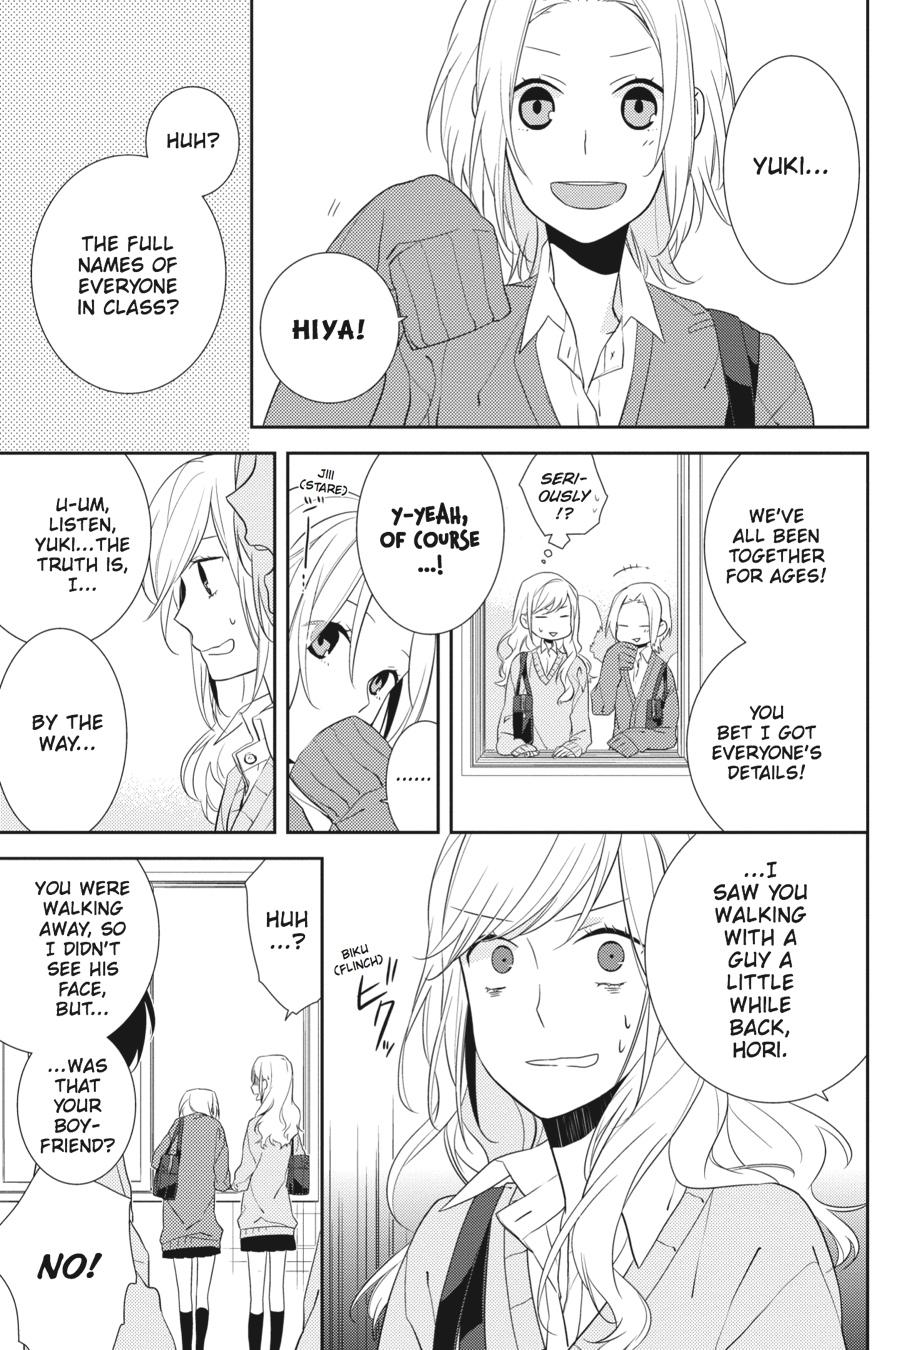 YUKI...
HIYA!
HUH?
THE FULL
NAMES OF
EVERYONE
IN CLASS?
WE'VE
ALL BEEN
TOGETHER
FOR AGES!
YOU
BET I GOT
EVERYONE'S
DETAILS!
SERI-
OUSLY
!?
Y-YEAH,
OF COURSE
...!
JIII
(STARE)
......
U-UM,
LISTEN,
YUKI...THE
TRUTH IS,
I...
BY THE
WAY...
...I
SAW YOU
WALKING
WITH A
GUY A
LITTLE
WHILE
BACK,
HORI.
BIKU
(FLINCH)
ビクッ
HUH
...?
YOU WERE
WALKING
AWAY, SO
I DIDN'T
SEE HIS
FACE,
BUT...
...WAS
THAT
YOUR
BOY-
FRIEND?
NO!